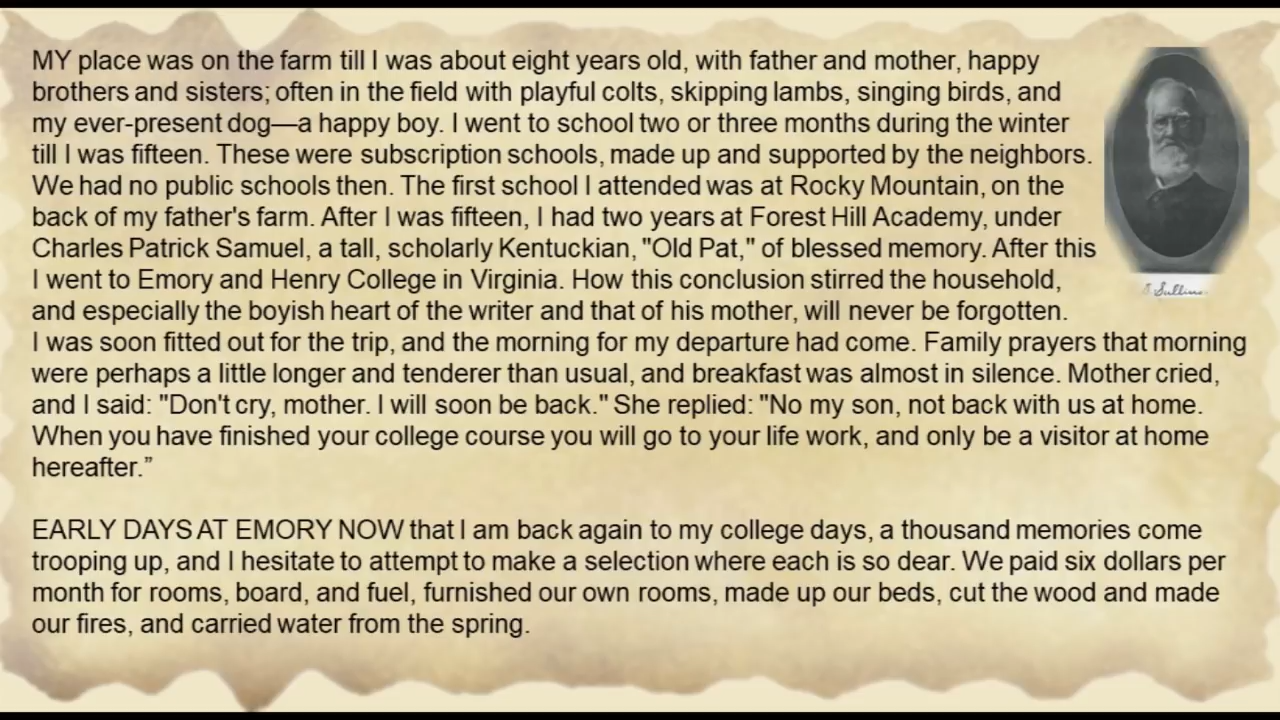 MY place was on the farm till I was about eight years old, with father and mother, happy
brothers and sisters; often in the field with playful colts, skipping lambs, singing birds, and
my ever-present dog—a happy boy. I went to school two or three months during the winter
till I was fifteen. These were subscription schools, made up and supported by the neighbors.
We had no public schools then. The first school I attended was at Rocky Mountain, on the
back of my father's farm. After I was fifteen, I had two years at Forest Hill Academy, under
Charles Patrick Samuel, a tall, scholarly Kentuckian, "Old Pat," of blessed memory. After this
I went to Emory and Henry College in Virginia. How this conclusion stirred the household,
and especially the boyish heart of the writer and that of his mother, will never be forgotten.
I was soon fitted out for the trip, and the morning for my departure had come. Family prayers that morning
were perhaps a little longer and tenderer than usual, and breakfast was almost in silence. Mother cried,
and I said: "Don't cry, mother. I will soon be back." She replied: "No my son, not back with us at home.
When you have finished your college course you will go to your life work, and only be a visitor at home
hereafter.”
EARLY DAYS AT EMORY NOW that I am back again to my college days, a thousand memories come
trooping up, and I hesitate to attempt to make a selection where each is so dear. We paid six dollars per
month for rooms, board, and fuel, furnished our own rooms, made up our beds, cut the wood and made
our fires, and carried water from the spring.
Sullins